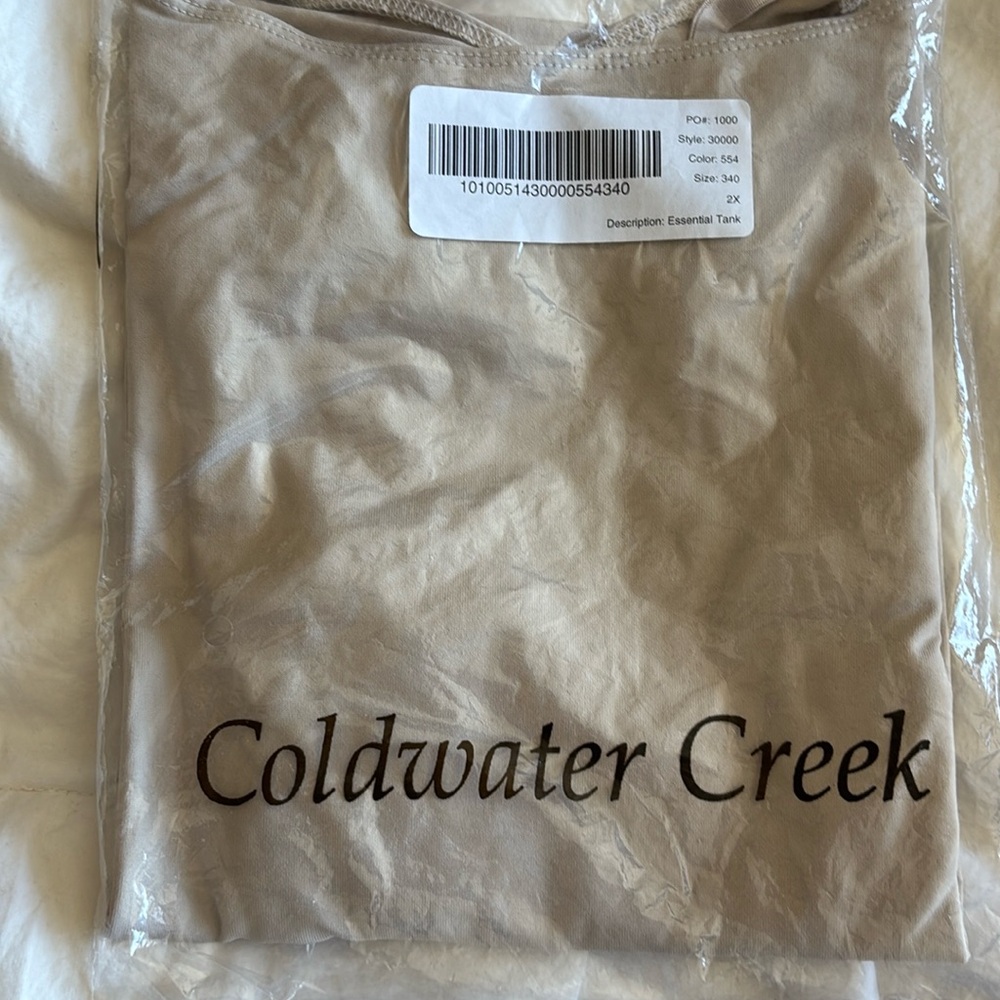 PO#: 1000
Style: 30000
Color: 554
Size: 340
2X
Description: Essential Tank
1010051430000554340
Coldwater Creek